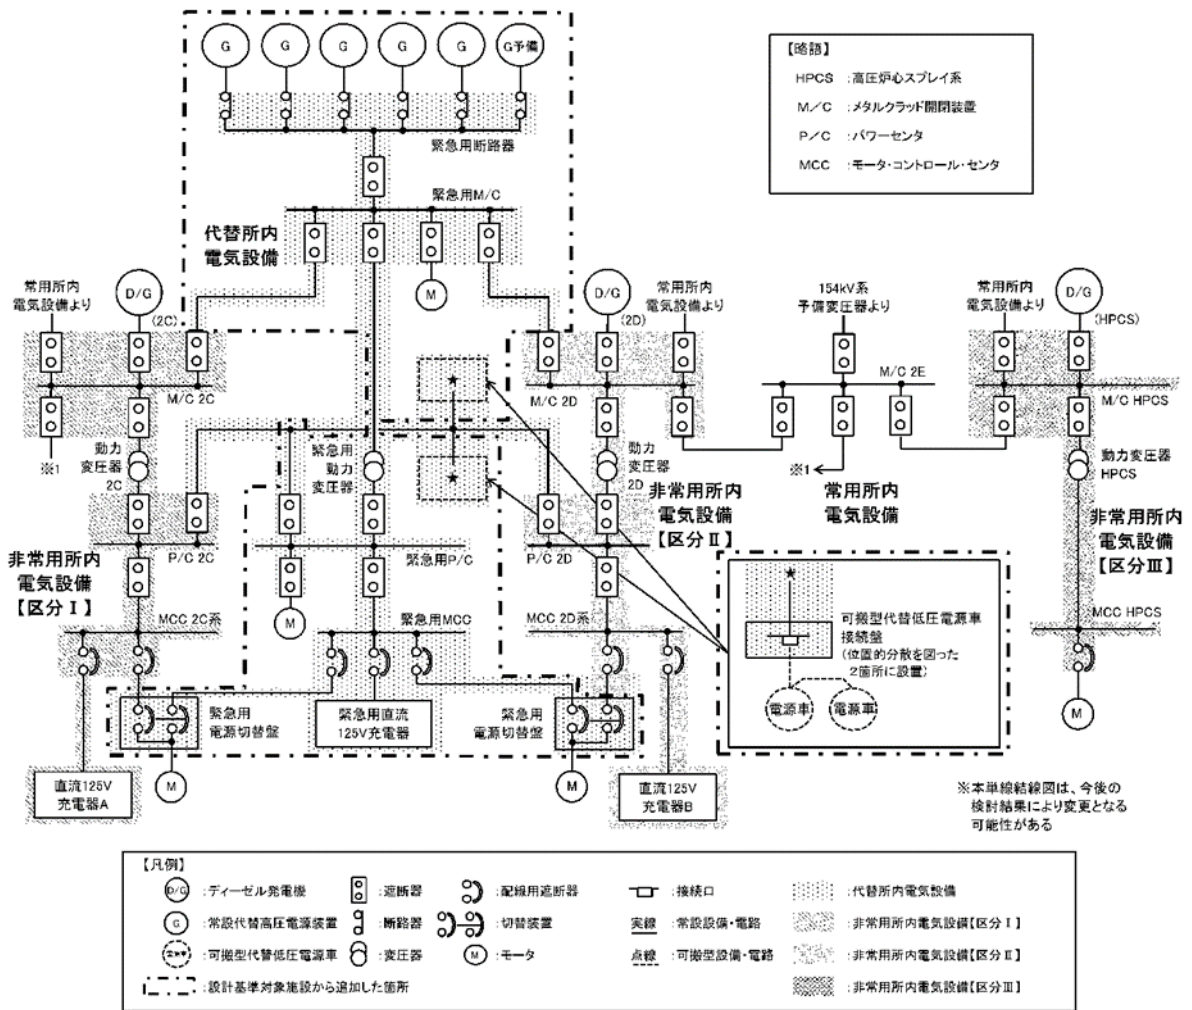 G
G
G
G
G
G予備
緊急用断路器
緊急用M/C
代替所内
電気設備
M
【略語】
HPCS :高圧炉心スプレイ系
M/C :メタルクラッド開閉装置
P/C :パワーセンタ
MCC :モータ・コントロール・センタ
常用所内
電気設備より
D/G
(2C)
D/G
(2D)
常用所内
電気設備より
154kV系
予備変圧器より
常用所内
電気設備より
D/G
(HPCS)
M/C 2C
★
M/C 2D
M/C 2E
M/C HPCS
※1
動力
変圧器
2C
緊急用
動力
変圧器
★
動力
変圧器
2D
※1
常用所内
電気設備
動力変圧器
HPCS
非常用所内
電気設備
【区分Ⅱ】
非常用所内
電気設備
【区分Ⅲ】
P/C 2C
緊急用P/C
P/C 2D
非常用所内
電気設備
【区分Ⅰ】
M
MCC 2C系
緊急用MCC
MCC 2D系
MCC HPCS
★
可搬型代替低圧電源車
接続盤
(位置的分散を図った
2箇所に設置)
電源車
電源車
緊急用
電源切替盤
緊急用直流
125V充電器
緊急用
電源切替盤
M
M
M
直流125V
充電器A
直流125V
充電器B
※本単線結線図は、今後の
検討結果により変更となる
可能性がある
【凡例】
D/G :ディーゼル発電機
:遮断器
:配線用遮断器
:接続口
:代替所内電気設備
G :常設代替高圧電源装置
:断路器
:切替装置
実線 :常設設備・電路
:非常用所内電気設備【区分Ⅰ】
電源車 :可搬型代替低圧電源車
:変圧器
M :モータ
点線 :可搬型設備・電路
:非常用所内電気設備【区分Ⅱ】
:設計基準対象施設から追加した箇所
:非常用所内電気設備【区分Ⅲ】